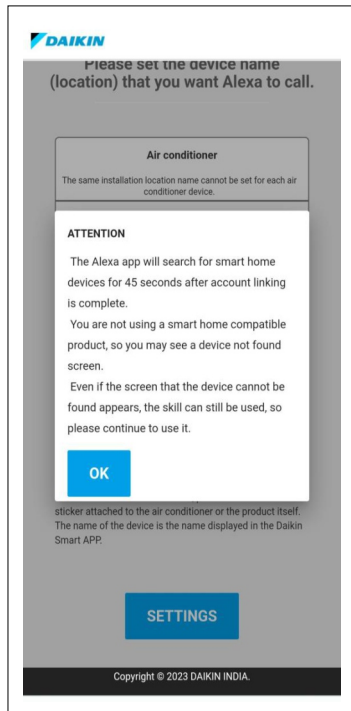 DAIKIN
Please set the device name
(location) that you want Alexa to call.
Air conditioner
The same installation location name cannot be set for each air
conditioner device.
ATTENTION
The Alexa app will search for smart home
devices for 45 seconds after account linking
is complete.
You are not using a smart home compatible
product, so you may see a device not found
screen.
Even if the screen that the device cannot be
found appears, the skill can still be used, so
please continue to use it.
OK
sticker attached to the air conditioner or the product itself.
The name of the device is the name displayed in the Daikin
Smart APP.
SETTINGS
Copyright © 2023 DAIKIN INDIA.